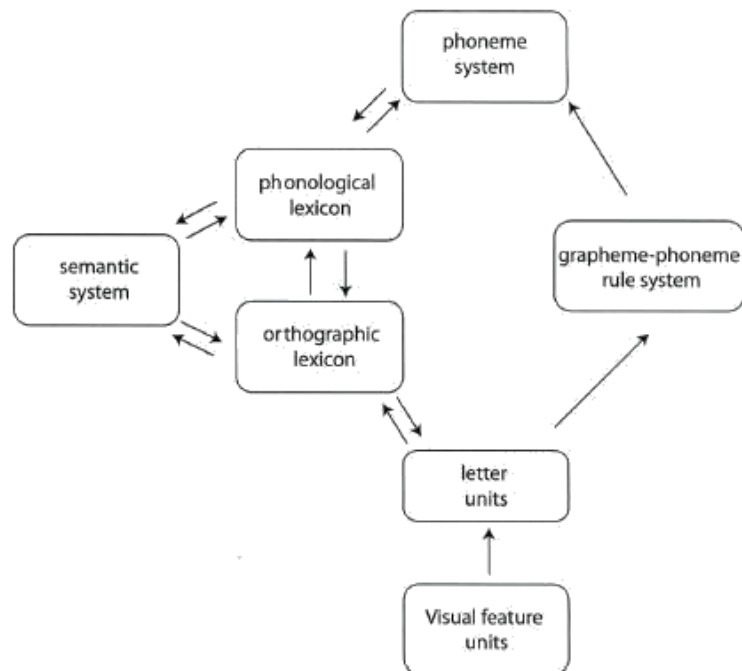 phoneme
system
phonological
lexicon
semantic
system
grapheme-phoneme
rule system
orthographic
lexicon
letter
units
Visual feature
units